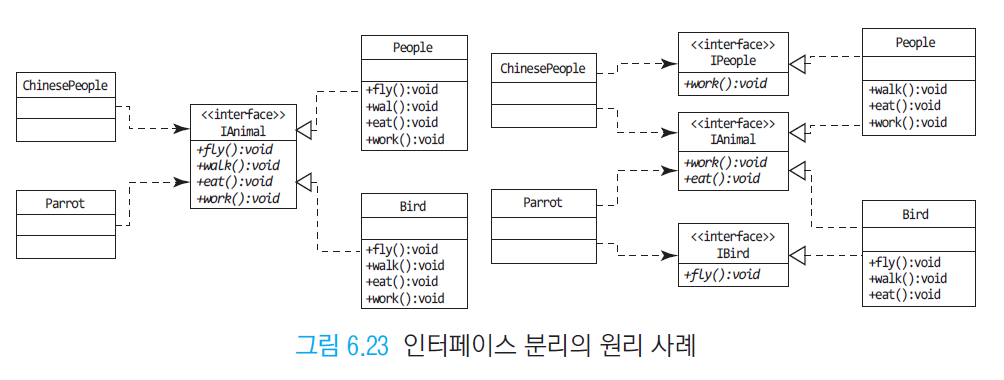 ChinesePeople
Parrot
<<interface>>
IAnimal
+fly():void
+walk():void
+eat():void
+work():void
People
+fly():void
+wal():void
+eat():void
+work():void
Bird
+fly():void
+walk():void
+eat():void
+work():void
ChinesePeople
Parrot
<<interface>>
IPeople
+work():void
<<interface>>
IAnimal
+work():void
+eat():void
<<interface>>
IBird
+fly():void
People
+walk():void
+eat():void
+work():void
Bird
+fly():void
+walk():void
+eat():void
그림 6.23 인터페이스 분리의 원리 사례